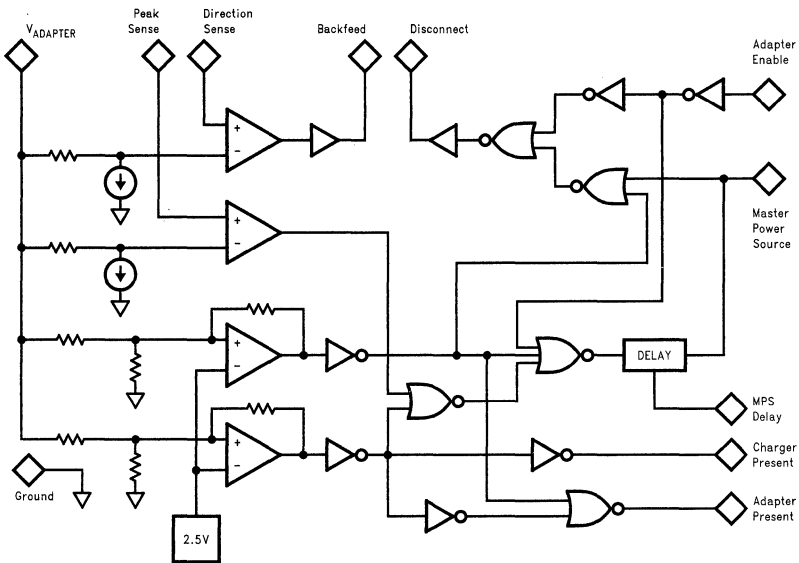 V_ADAPTER
Peak
Sense
Direction
Sense
Backfeed
Disconnect
Adapter
Enable
Master
Power
Source
+
−
+
−
+
−
DELAY
MPS
Delay
+
−
Charger
Present
Ground
Adapter
Present
2.5V